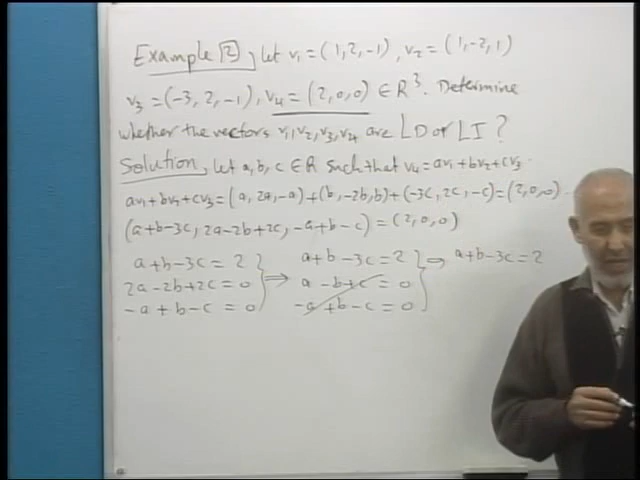 Example [2], let v₁ = (1, 2, -1), v₂ = (1, -2, 1)
v₃ = (-3, 2, -1), v₄ = (2, 0, 0) ∈ R³. Determine
whether the vectors v₁, v₂, v₃, v₄ are LD or LI?
Solution, let a, b, c ∈ R such that v₄ = av₁ + bv₂ + cv₃.
av₁ + bv₂ + cv₃ = (a, 2a, -a) + (b, -2b, b) + (-3c, 2c, -c) = (2, 0, 0).
(a+b-3c, 2a-2b+2c, -a+b-c) = (2, 0, 0)
a+b-3c = 2 } ⇒ a+b-3c = 2 } ⇒ a+b-3c = 2
2a-2b+2c = 0 a-b+c = 0
-a+b-c = 0 -a+b-c = 0